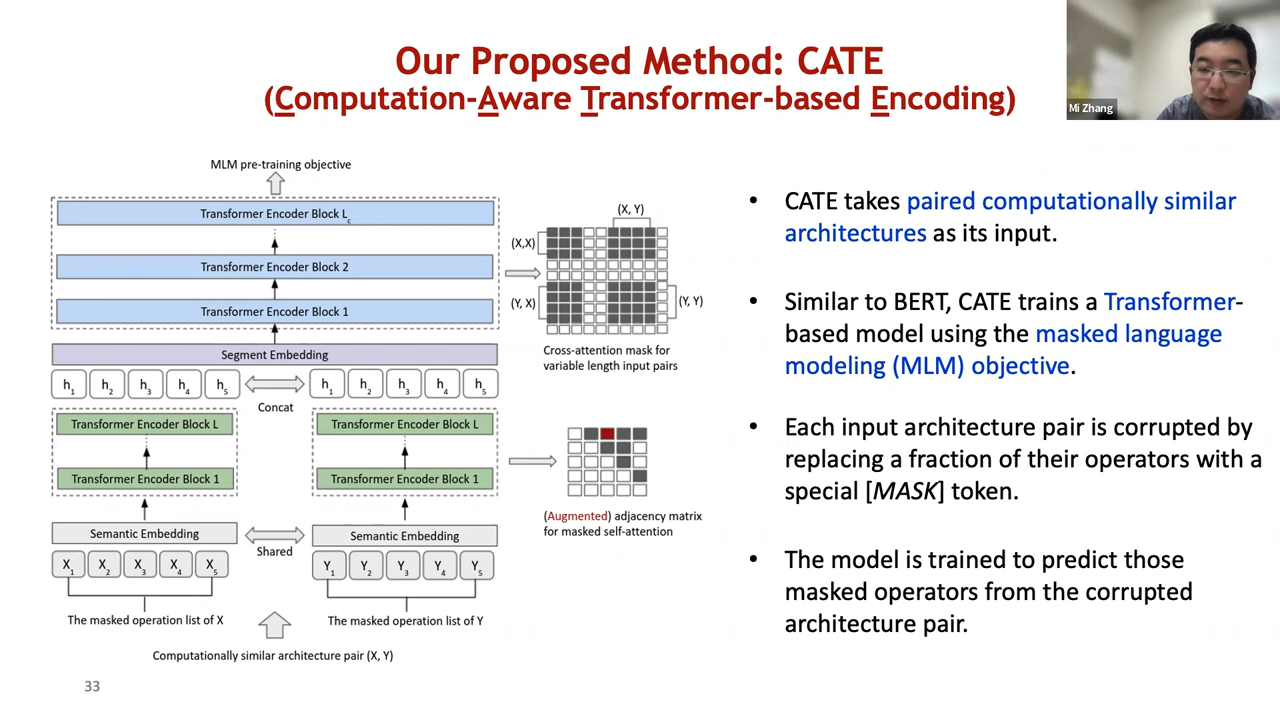 Our Proposed Method: CATE
(Computation-Aware Transformer-based Encoding)
Mi Zhang
MLM pre-training objective
Transformer Encoder Block Lc
Transformer Encoder Block 2
Transformer Encoder Block 1
Segment Embedding
h1 h2 h3 h4 h5
Concat
h1 h2 h3 h4 h5
Transformer Encoder Block L
Transformer Encoder Block 1
Transformer Encoder Block L
Transformer Encoder Block 1
Semantic Embedding
Shared
Semantic Embedding
X1 X2 X3 X4 X5
Y1 Y2 Y3 Y4 Y5
The masked operation list of X
The masked operation list of Y
Computationally similar architecture pair (X, Y)
(X, Y)
(X,X)
(Y, X)
(Y, Y)
Cross-attention mask for
variable length input pairs
(Augmented) adjacency matrix
for masked self-attention
• CATE takes paired computationally similar
architectures as its input.
• Similar to BERT, CATE trains a Transformer-
based model using the masked language
modeling (MLM) objective.
• Each input architecture pair is corrupted by
replacing a fraction of their operators with a
special [MASK] token.
• The model is trained to predict those
masked operators from the corrupted
architecture pair.
33